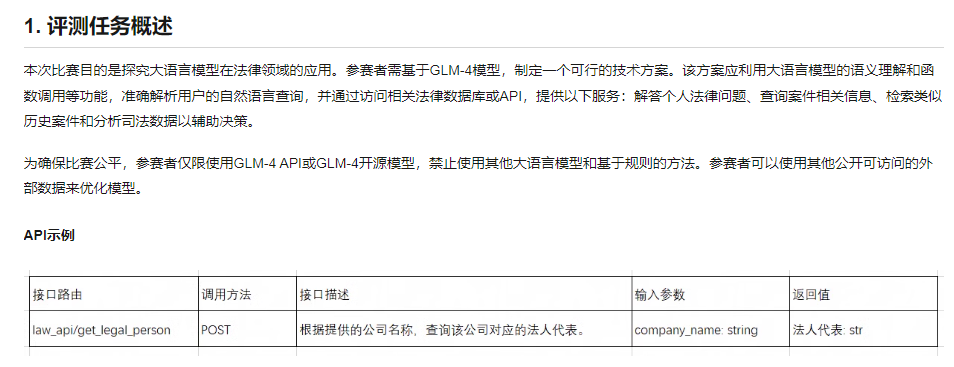 1. 评测任务概述
本次比赛目的是探究大语言模型在法律领域的应用。参赛者需基于GLM-4模型，制定一个可行的技术方案。该方案应利用大语言模型的语义理解和函
数调用等功能，准确解析用户的自然语言查询，并通过访问相关法律数据库或API，提供以下服务：解答个人法律问题、查询案件相关信息、检索类似
历史案件和分析司法数据以辅助决策。
为确保比赛公平，参赛者仅限使用GLM-4 API或GLM-4开源模型，禁止使用其他大语言模型和基于规则的方法。参赛者可以使用其他公开可访问的外
部数据来优化模型。
API示例
接口路由 调用方法 接口描述 输入参数 返回值
law_api/get_legal_person POST 根据提供的公司名称，查询该公司对应的法人代表。 company_name: string 法人代表: str